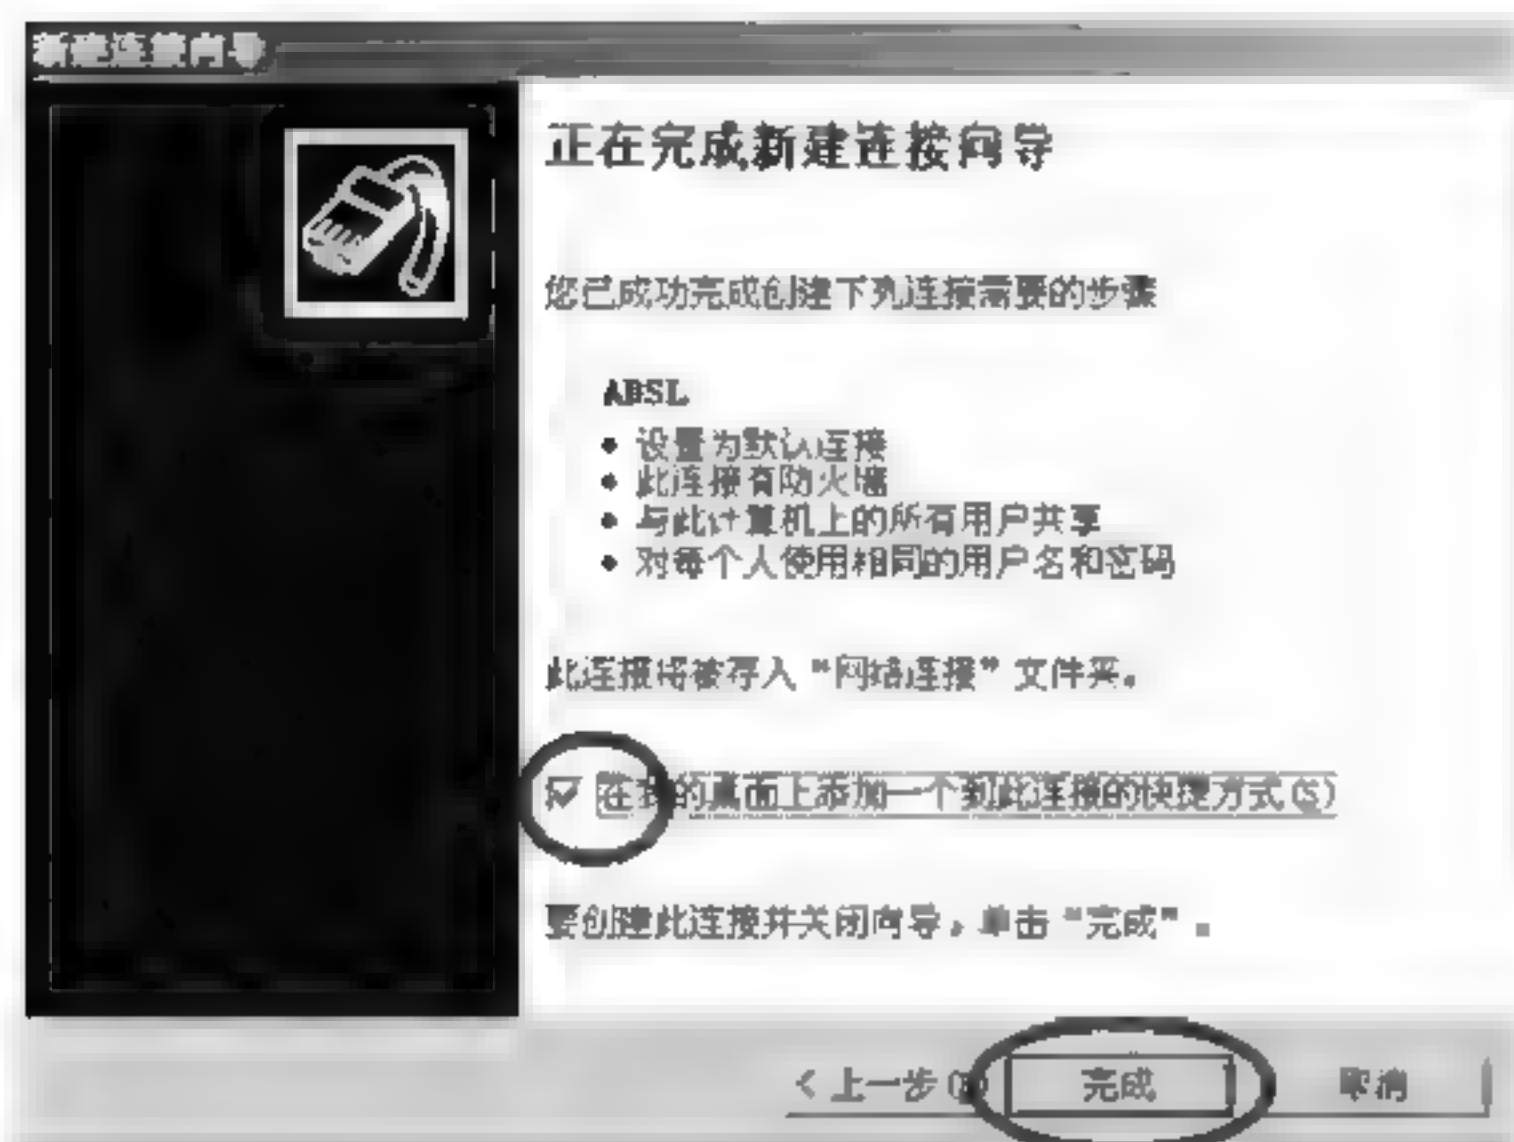 新建连接向导
正在完成新建连接向导
您已成功完成创建下列连接需要的步骤
ADSL
• 设置为默认连接
• 此连接有防火墙
• 与此计算机上的所有用户共享
• 对每个人使用相同的用户名和密码
此连接将被存入“网络连接”文件夹。
在我的桌面上添加一个到此连接的快捷方式(S)
要创建此连接并关闭向导，单击“完成”。
<上一步(B) 完成 取消